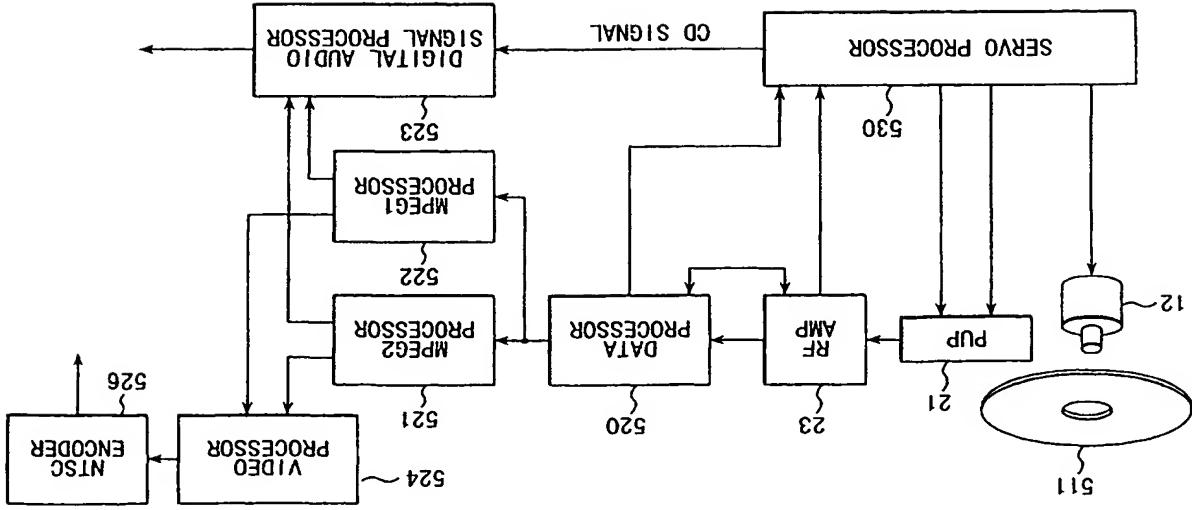 511
524
VIDEO
PROCESSOR
NTSC
ENCODER
526
21
23
520
521
12
PUP
RF
AMP
DATA
PROCESSOR
MPEG2
PROCESSOR
522
MPEG1
PROCESSOR
530
523
SERVO PROCESSOR
CD SIGNAL
DIGITAL AUDIO
SIGNAL PROCESSOR